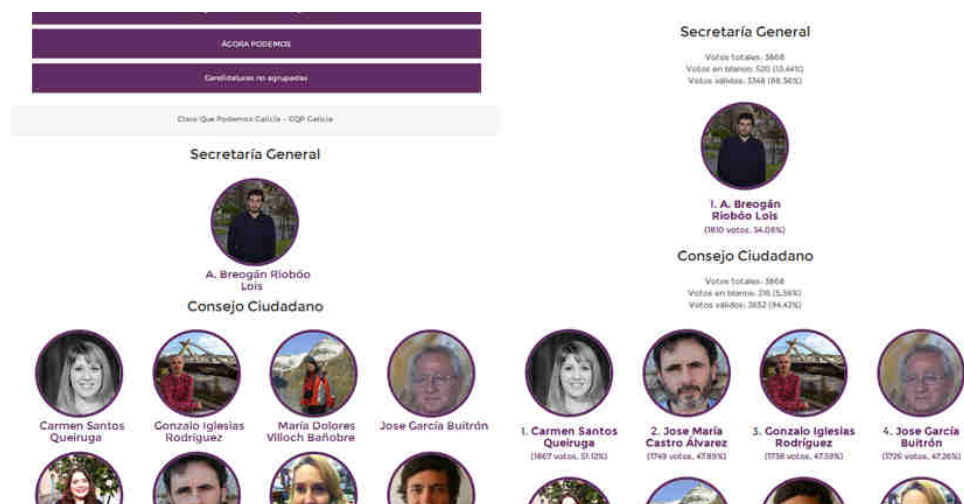 ÁGORA PODEMOS
Candidaturas no agrupadas
Claro Que Podemos Galicia - CQP Galicia
Secretaría General
A. Breogán Riobóo
Lois
Consejo Ciudadano
Carmen Santos
Queiruga
Gonzalo Iglesias
Rodríguez
María Dolores
Villoch Bañobre
Jose García Buitrón
Secretaría General
Votos totales: 3868
Votos en blanco: 520 (13,44%)
Votos válidos: 3348 (86,56%)
1. A. Breogán
Riobóo Lois
(1810 votos, 54.06%)
Consejo Ciudadano
Votos totales: 3868
Votos en blanco: 216 (5,58%)
Votos válidos: 3652 (94,42%)
1. Carmen Santos
Queiruga
(1867 votos, 51.12%)
2. Jose María
Castro Álvarez
(1749 votos, 47.89%)
3. Gonzalo Iglesias
Rodríguez
(1738 votos, 47.59%)
4. Jose García
Buitrón
(1726 votos, 47.26%)